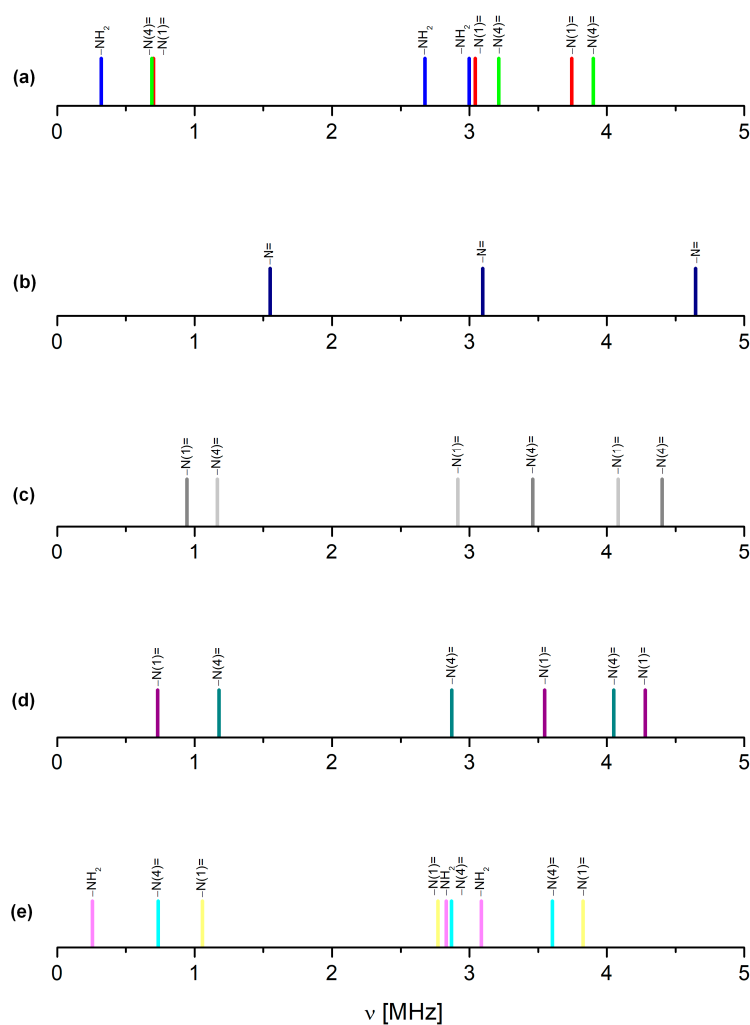 −NH2
−N(4)=
−N(1)=
−NH2
−NH2
−N(1)=
−N(4)=
−N(1)=
−N(4)=
(a)
0 1 2 3 4 5
−N=
−N=
−N=
(b)
0 1 2 3 4 5
−N(1)=
−N(4)=
−N(1)=
−N(4)=
−N(1)=
−N(4)=
(c)
0 1 2 3 4 5
−N(1)=
−N(4)=
−N(4)=
−N(1)=
−N(4)=
−N(1)=
(d)
0 1 2 3 4 5
−NH2
−N(4)=
−N(1)=
−N(1)=
−NH2
−N(4)=
−NH2
−N(4)=
−N(1)=
(e)
0 1 2 3 4 5
ν [MHz]